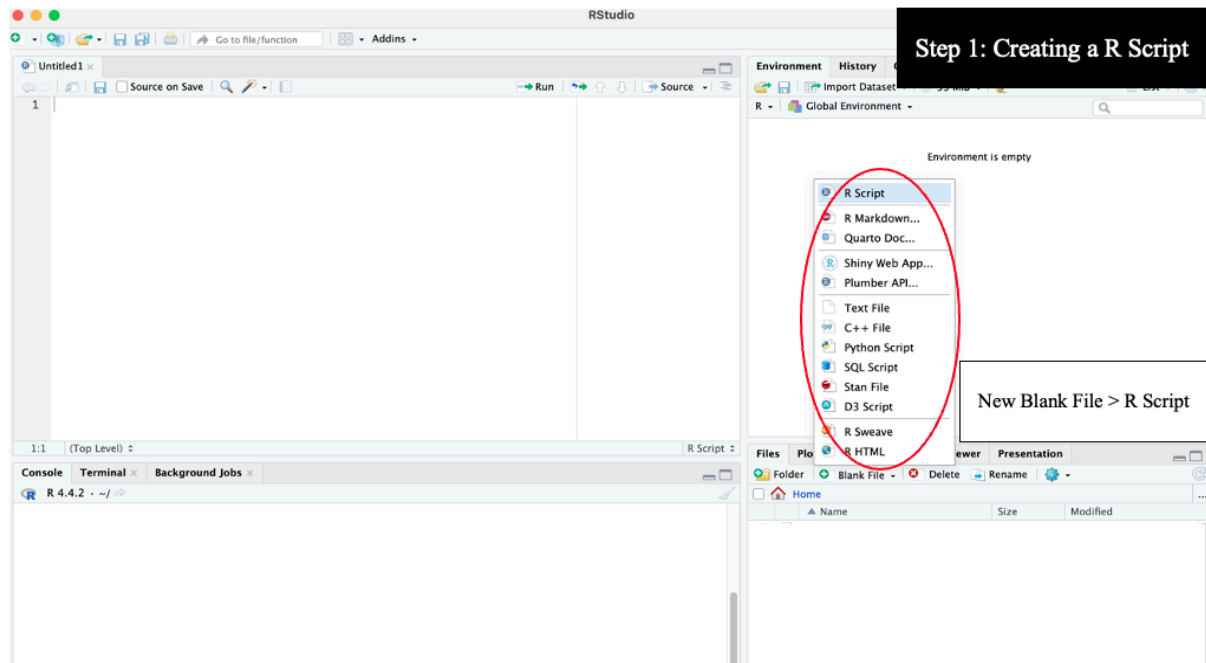 RStudio
Step 1: Creating a R Script
Go to file/function
Addins
Untitled1
Source on Save
Run
Source
1
1:1 (Top Level)
R Script
Environment History
Import Dataset
R Global Environment
Environment is empty
R Script
R Markdown...
Quarto Doc...
Shiny Web App...
Plumber API...
Text File
C++ File
Python Script
SQL Script
Stan File
D3 Script
R Sweave
R HTML
New Blank File > R Script
Console Terminal Background Jobs
R 4.4.2 · ~/
Files Plo ewer Presentation
Folder Blank File Delete Rename
Home
Name Size Modified